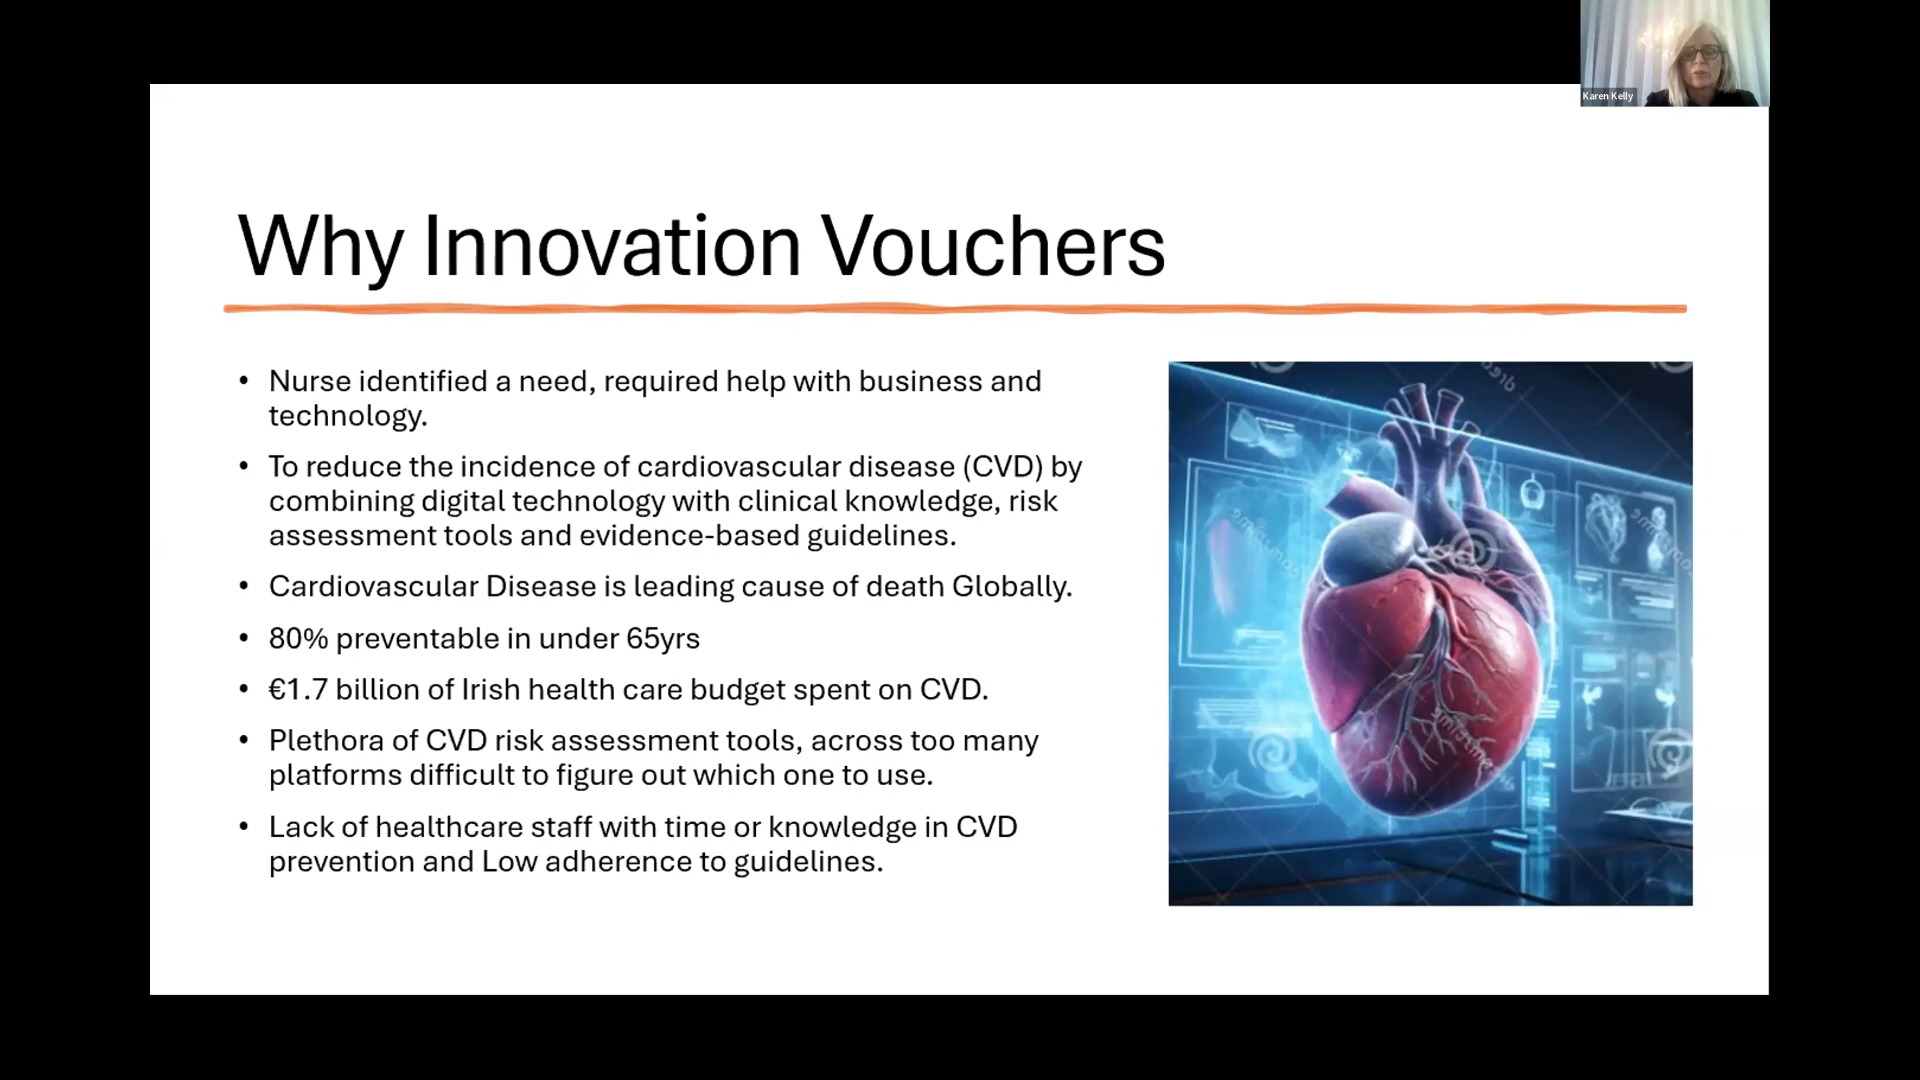 Karen Kelly
Why Innovation Vouchers
• Nurse identified a need, required help with business and
technology.
• To reduce the incidence of cardiovascular disease (CVD) by
combining digital technology with clinical knowledge, risk
assessment tools and evidence-based guidelines.
• Cardiovascular Disease is leading cause of death Globally.
• 80% preventable in under 65yrs
• €1.7 billion of Irish health care budget spent on CVD.
• Plethora of CVD risk assessment tools, across too many
platforms difficult to figure out which one to use.
• Lack of healthcare staff with time or knowledge in CVD
prevention and Low adherence to guidelines.